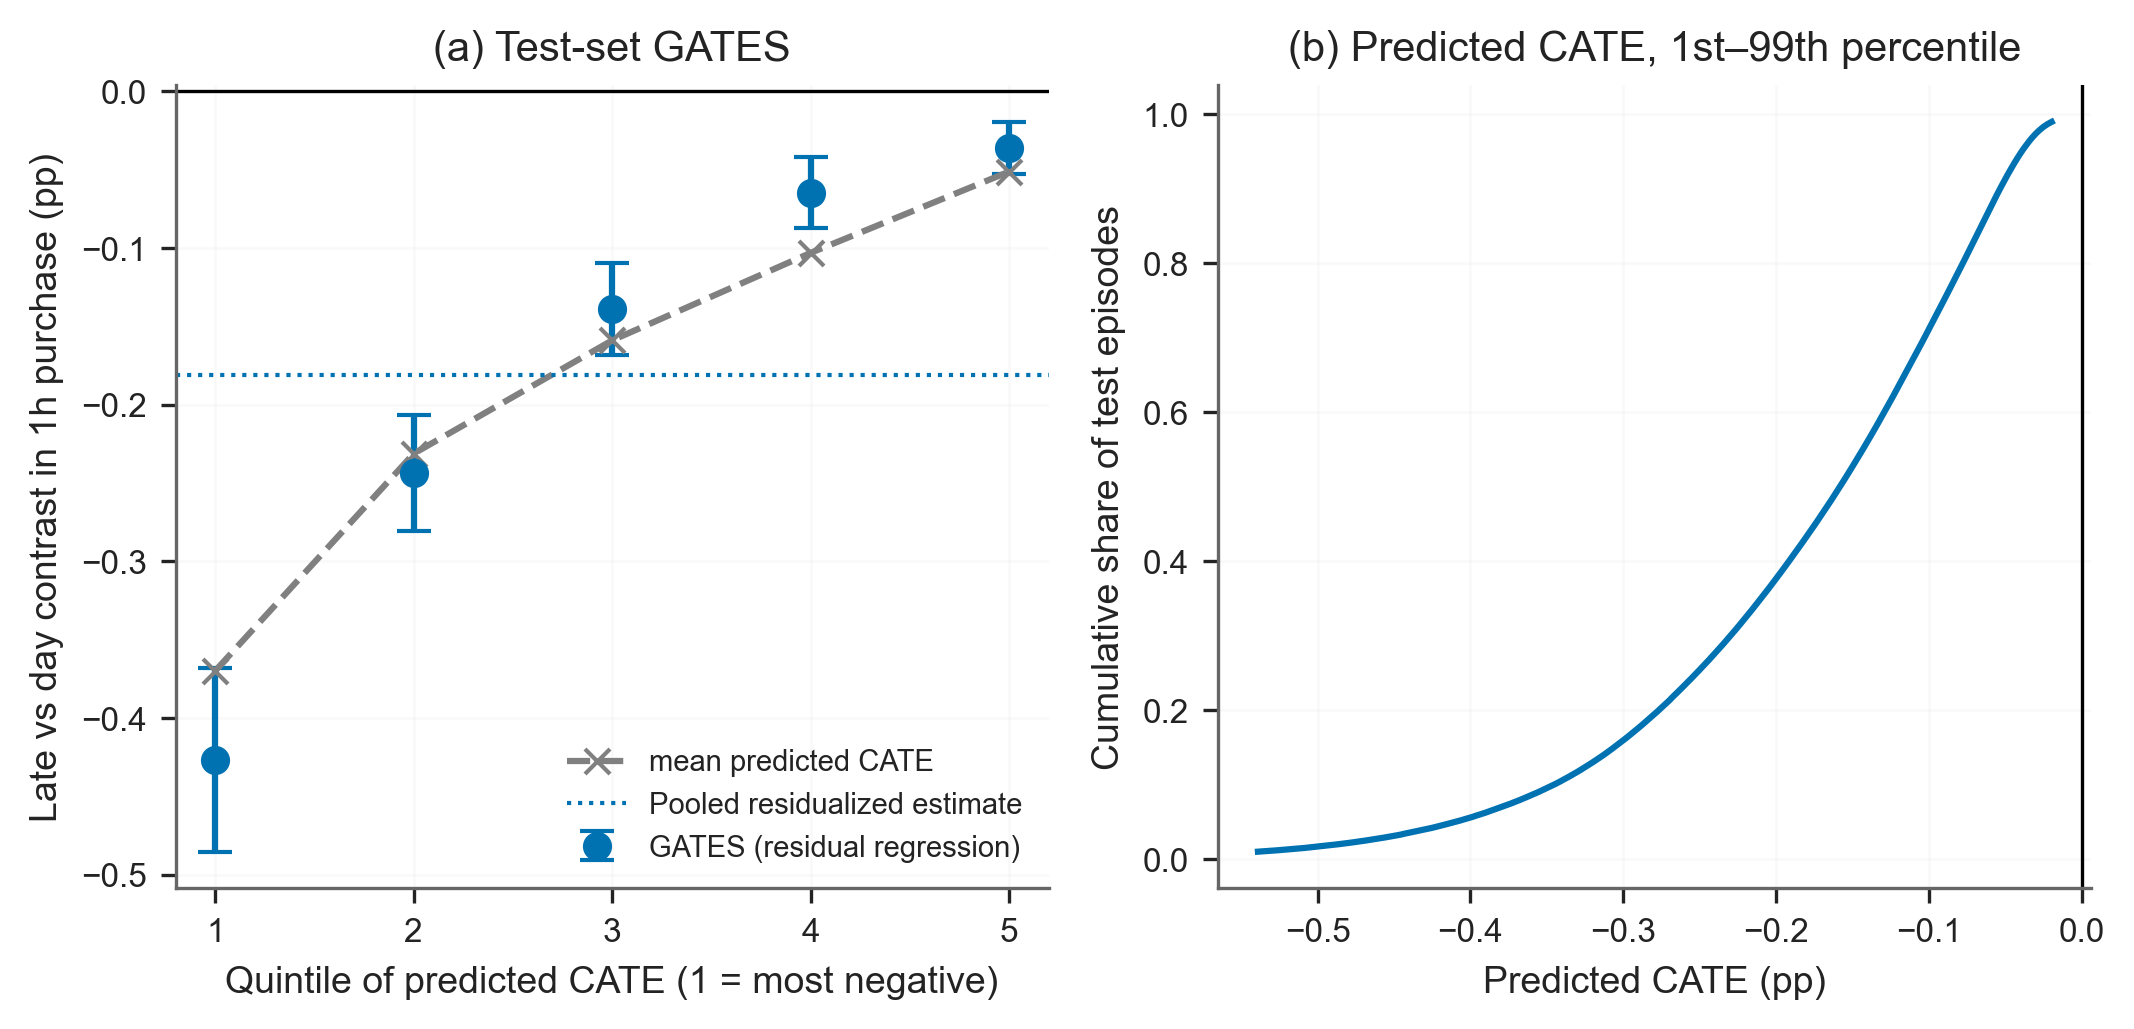 (a) Test-set GATES
Late vs day contrast in 1h purchase (pp)
0.0
−0.1
−0.2
−0.3
−0.4
−0.5
mean predicted CATE
Pooled residualized estimate
GATES (residual regression)
1
2
3
4
5
Quintile of predicted CATE (1 = most negative)
(b) Predicted CATE, 1st–99th percentile
Cumulative share of test episodes
1.0
0.8
0.6
0.4
0.2
0.0
−0.5
−0.4
−0.3
−0.2
−0.1
0.0
Predicted CATE (pp)